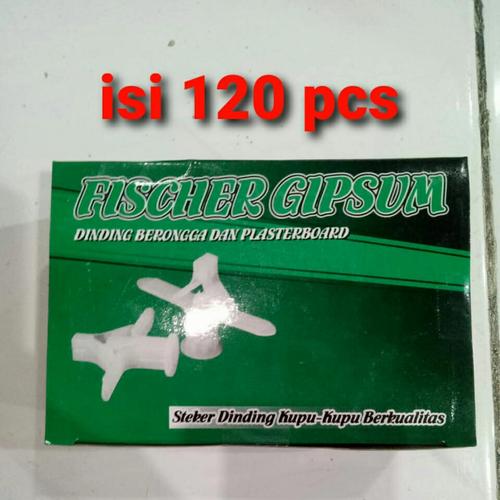 isi 120 pcs
FISCHER GIPSUM
DINDING BERONGGA DAN PLASTERBOARD
Steker Dinding Kupu-Kupu Berkualitas